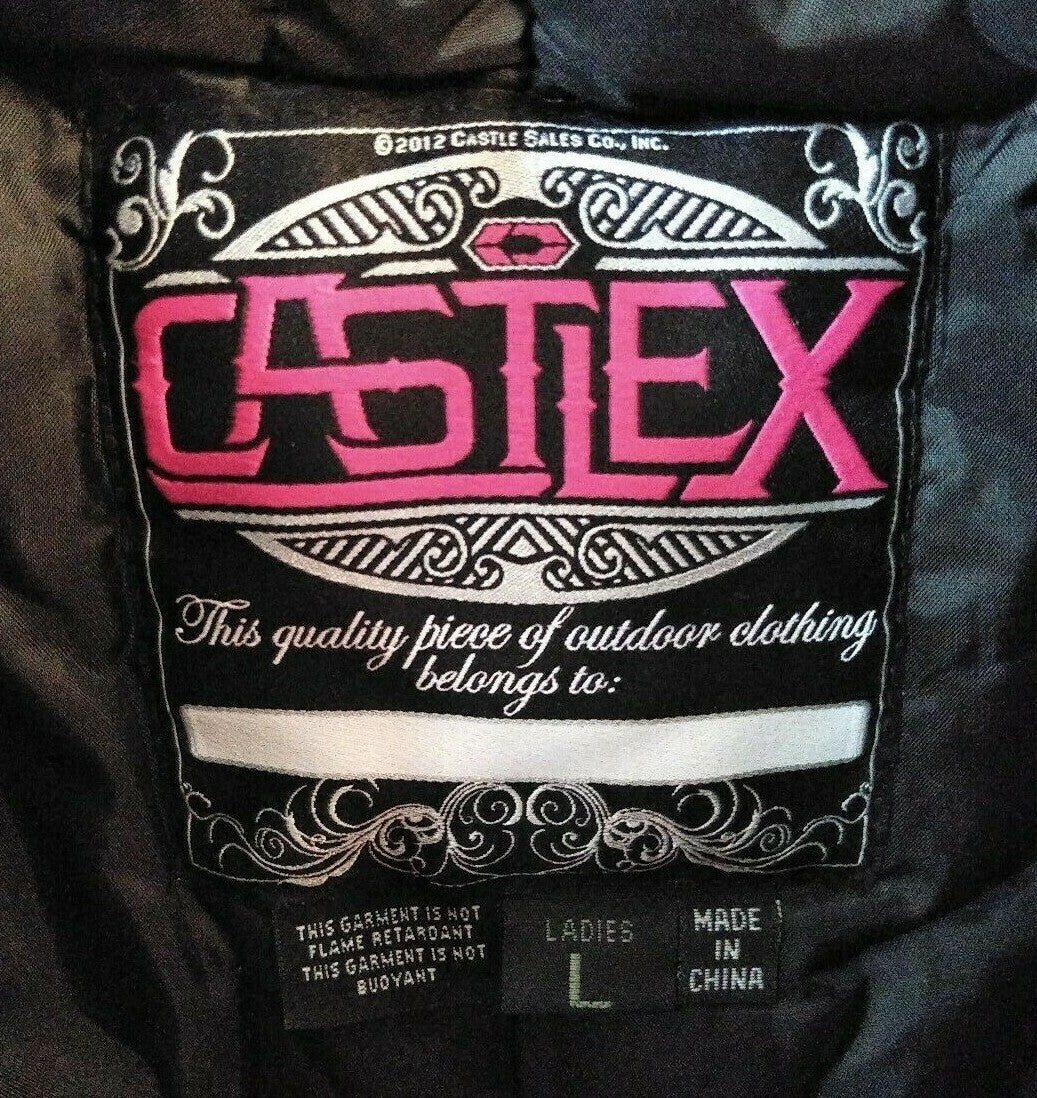 ©2012 CASTLE SALES CO., INC.
CASTLEX
This quality piece of outdoor clothing
belongs to:
THIS GARMENT IS NOT
FLAME RETARDANT
THIS GARMENT IS NOT
BUOYANT
LADIES
L
MADE
IN
CHINA